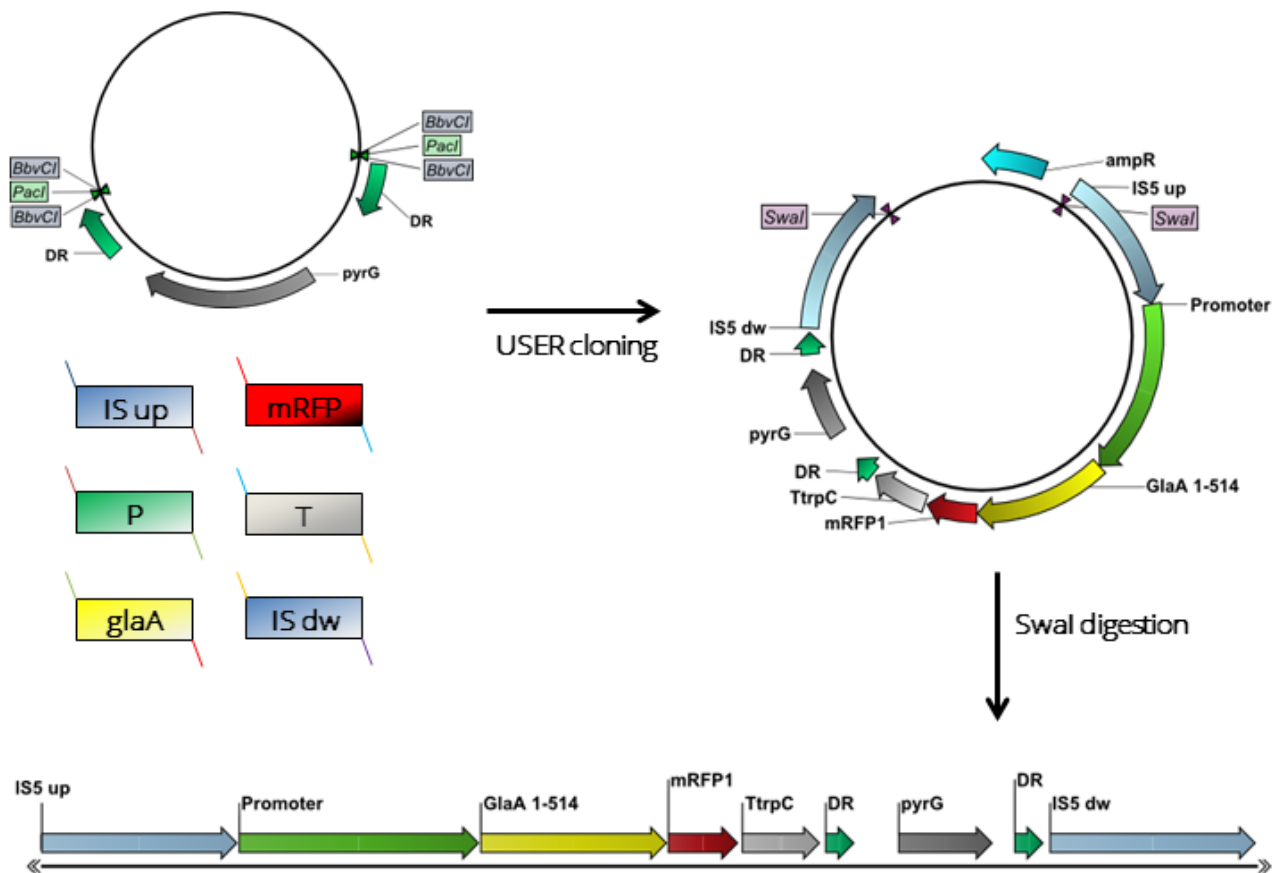 BbvCI
PacI
BbvCI
DR
BbvCI
PacI
BbvCI
DR
pyrG
IS up
mRFP
P
T
glaA
IS dw
USER cloning
ampR
IS5 up
SwaI
SwaI
Promoter
IS5 dw
DR
pyrG
DR
TtrpC
mRFP1
GlaA 1-514
SwaI digestion
IS5 up
Promoter
GlaA 1-514
mRFP1
TtrpC
DR
pyrG
DR
IS5 dw